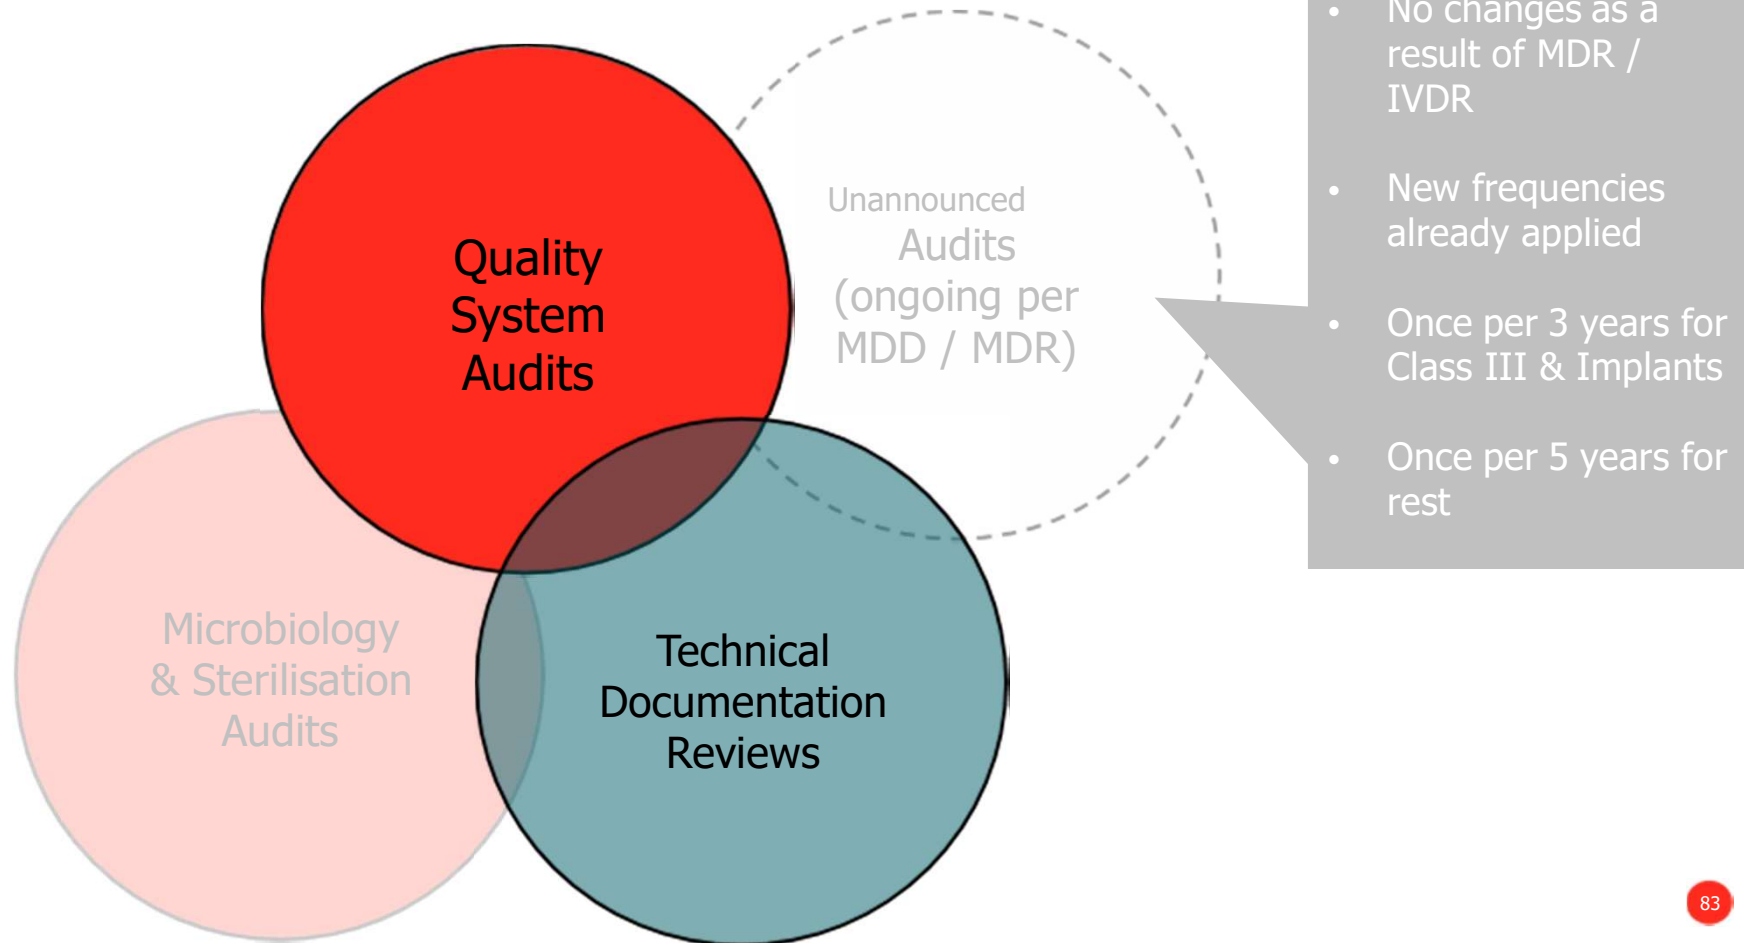 Quality
System
Audits
Unannounced
Audits
(ongoing per
MDD / MDR)
Microbiology
& Sterilisation
Audits
Technical
Documentation
Reviews
• No changes as a
result of MDR /
IVDR
• New frequencies
already applied
• Once per 3 years for
Class III & Implants
• Once per 5 years for
rest
83